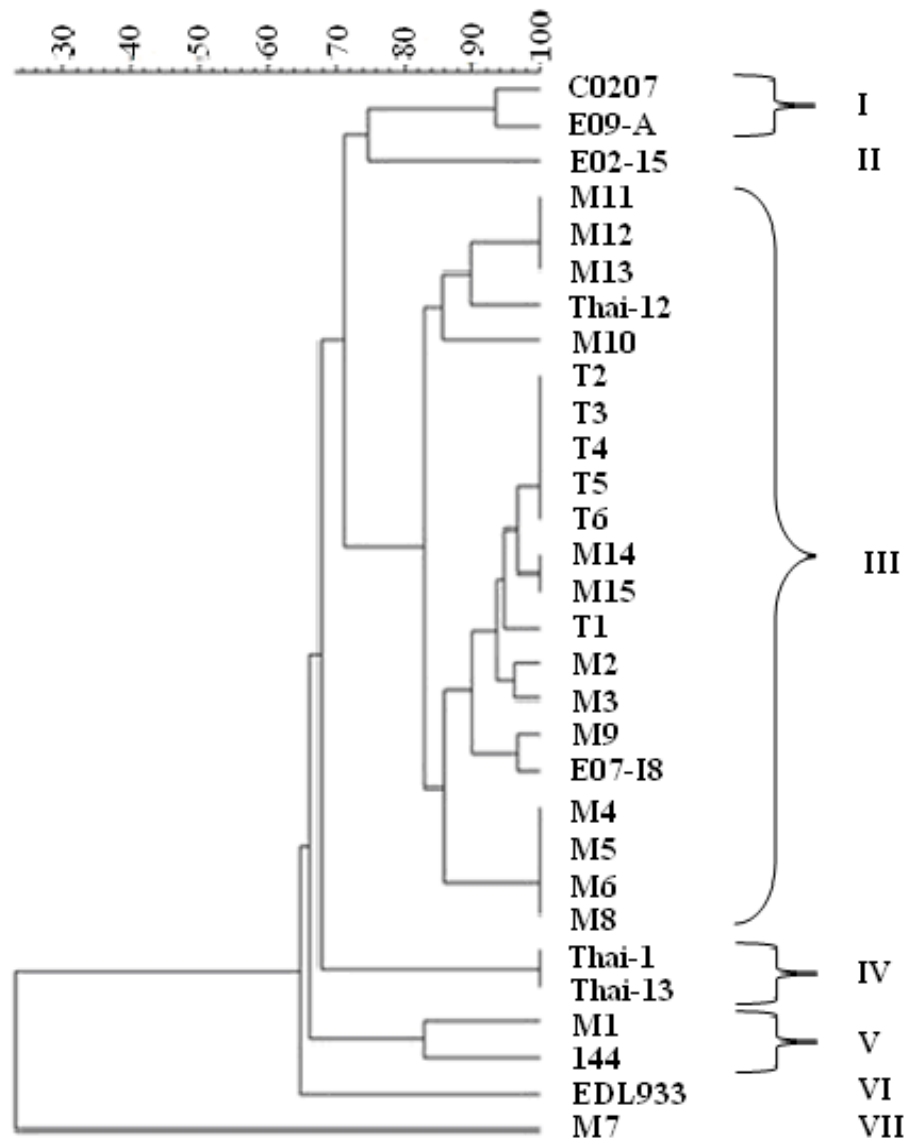 30 40 50 60 70 80 90 100
C0207
E09-A
I
E02-15
II
M11
M12
M13
Thai-12
M10
T2
T3
T4
T5
T6
M14
M15
III
T1
M2
M3
M9
E07-I8
M4
M5
M6
M8
Thai-1
Thai-13
IV
M1
144
V
EDL933
VI
M7
VII